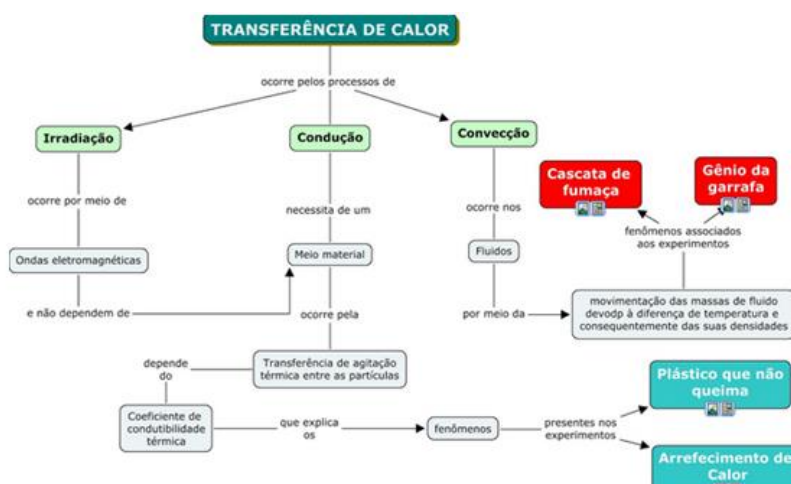 TRANSFERÊNCIA DE CALOR
ocorre pelos processos de
Irradiação
Condução
Convecção
Cascata de
fumaça
Gênio da
garrafa
ocorre por meio de
necessita de um
ocorre nos
fenômenos associados
aos experimentos
Ondas eletromagnéticas
Meio material
Fluidos
e não dependem de
ocorre pela
por meio da
movimentação das massas de fluido
devodp à diferença de temperatura e
consequentemente das suas densidades
depende
do
Transferência de agitação
térmica entre as partículas
Plástico que não
queima
Coeficiente de
condutibilidade
térmica
que explica
os
fenômenos
presentes nos
experimentos
Arrefecimento de
Calor